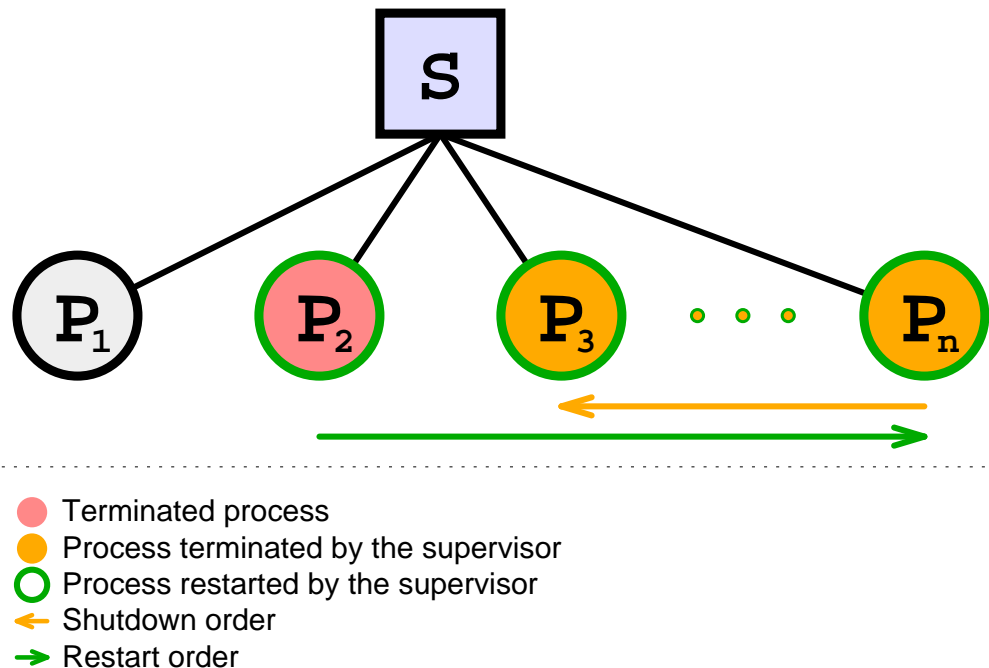 S
P1 P2 P3 Pn
Terminated process
Process terminated by the supervisor
Process restarted by the supervisor
Shutdown order
Restart order